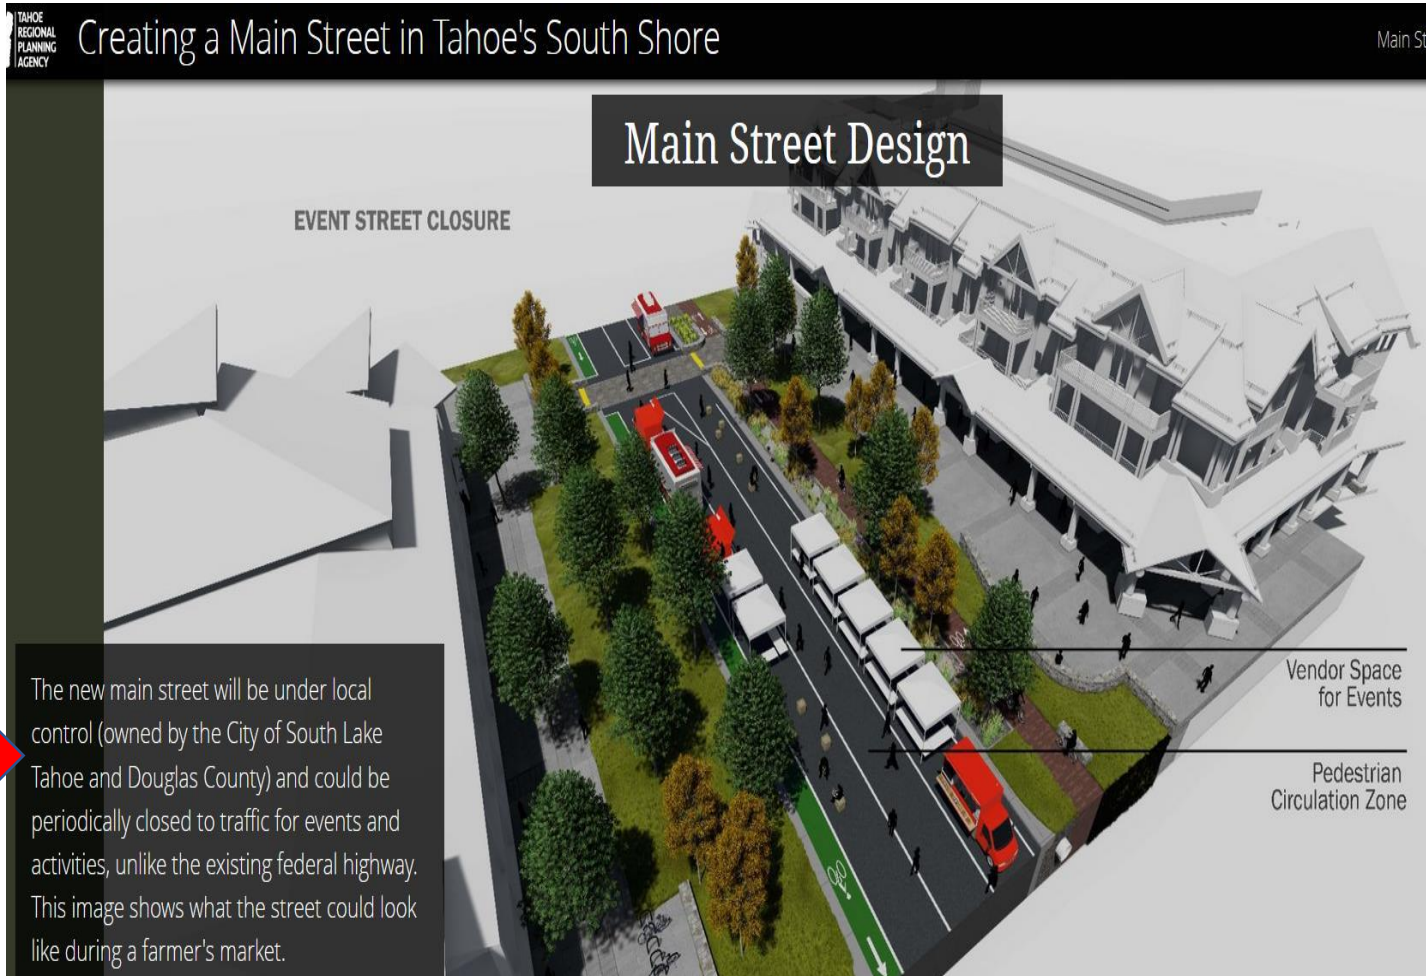 TAHOE
REGIONAL
PLANNING
AGENCY
Creating a Main Street in Tahoe's South Shore
Main St
Main Street Design
EVENT STREET CLOSURE
Vendor Space
for Events
Pedestrian
Circulation Zone
The new main street will be under local
control (owned by the City of South Lake
Tahoe and Douglas County) and could be
periodically closed to traffic for events and
activities, unlike the existing federal highway.
This image shows what the street could look
like during a farmer's market.